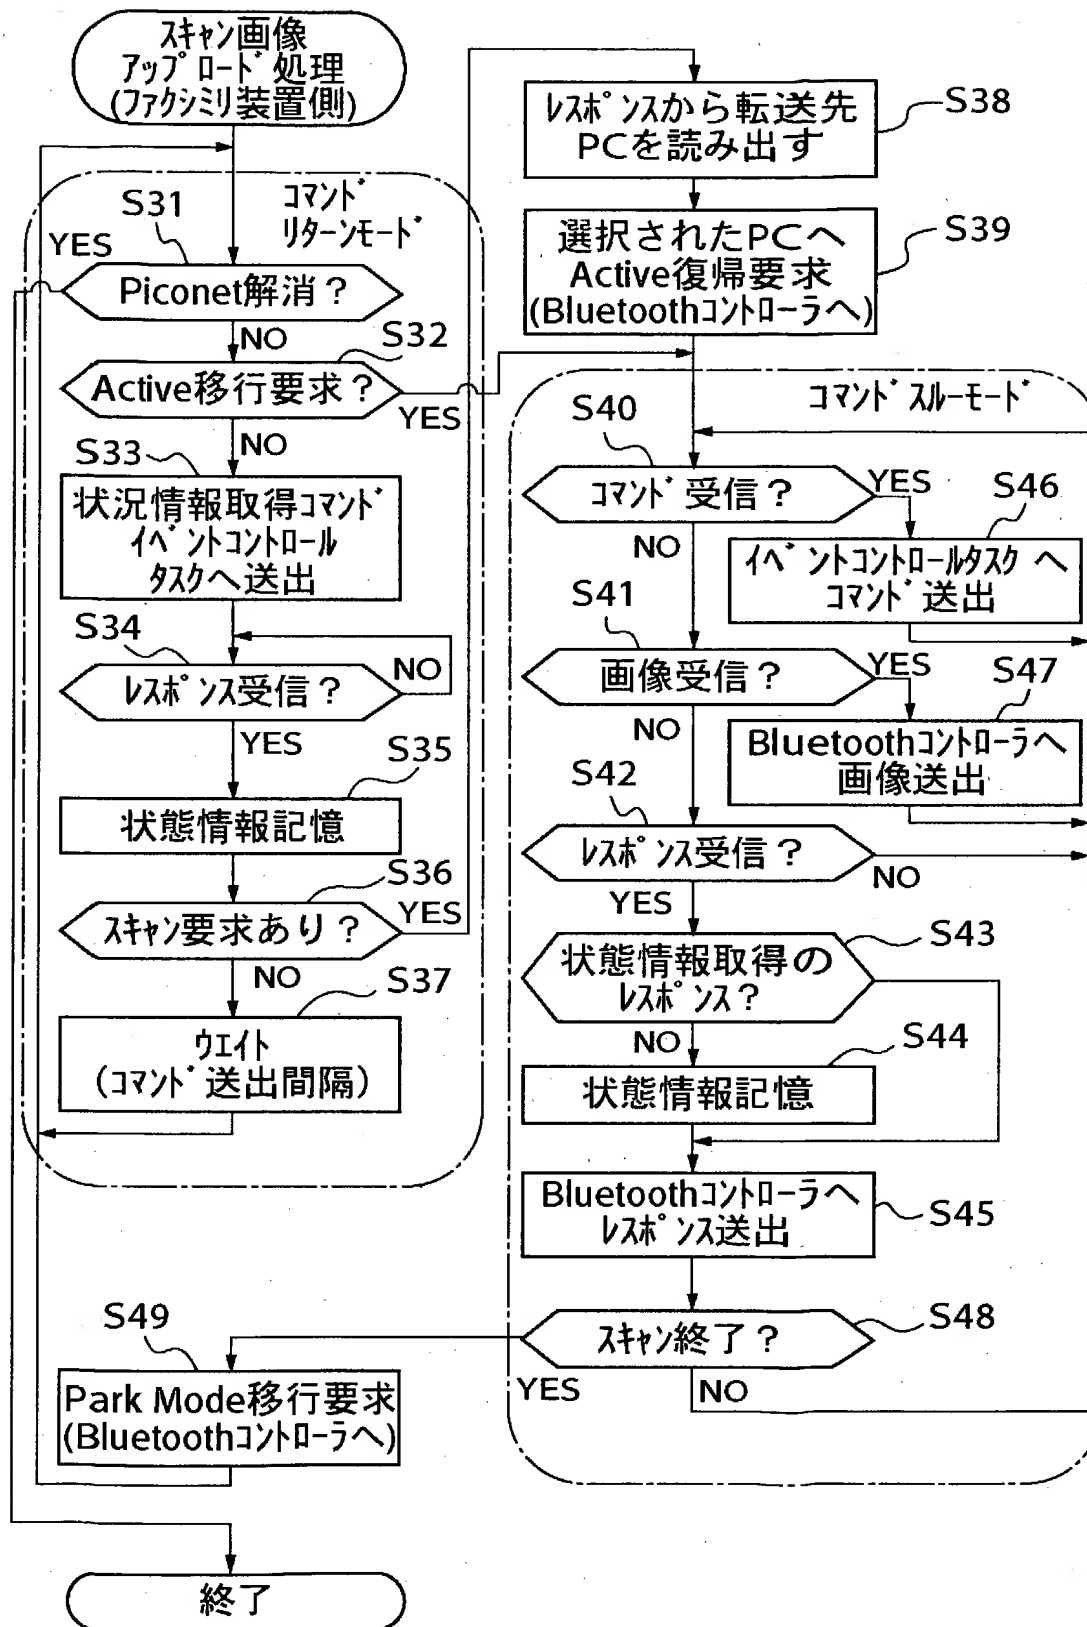 スキャン画像
アップロード処理
(ファクシミリ装置側)
コマンド
リターンモード
S31
YES
Piconet解消？
NO
S32
Active移行要求？
YES
NO
S33
状況情報取得コマンド
イベントコントロール
タスクへ送出
S34
NO
レスポンス受信？
YES
S35
状態情報記憶
S36
スキャン要求あり？
YES
NO
S37
ウエイト
(コマンド送出間隔)
S38
レスポンスから転送先
PCを読み出す
S39
選択されたPCへ
Active復帰要求
(Bluetoothコントローラへ)
コマンドスルーモード
S40
コマンド受信？
YES
NO
S46
イベントコントロールタスクへ
コマンド送出
S41
画像受信？
YES
NO
S47
Bluetoothコントローラへ
画像送出
S42
レスポンス受信？
NO
YES
S43
状態情報取得の
レスポンス？
NO
S44
状態情報記憶
Bluetoothコントローラへ
レスポンス送出
S45
S48
スキャン終了？
YES
NO
S49
Park Mode移行要求
(Bluetoothコントローラへ)
終了